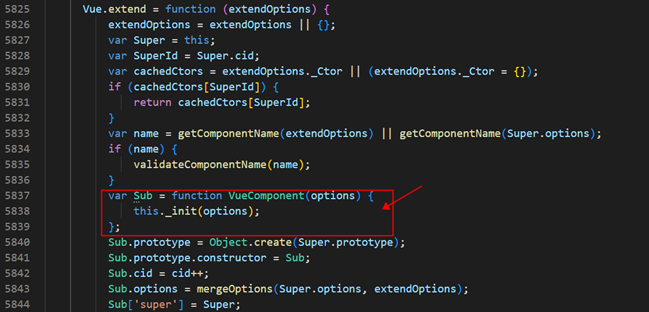 5825 Vue.extend = function (extendOptions) {
5826 extendOptions = extendOptions || {};
5827 var Super = this;
5828 var SuperId = Super.cid;
5829 var cachedCtors = extendOptions._Ctor || (extendOptions._Ctor = {});
5830 if (cachedCtors[SuperId]) {
5831 return cachedCtors[SuperId];
5832 }
5833 var name = getComponentName(extendOptions) || getComponentName(Super.options);
5834 if (name) {
5835 validateComponentName(name);
5836 }
5837 var Sub = function VueComponent(options) {
5838 this._init(options);
5839 };
5840 Sub.prototype = Object.create(Super.prototype);
5841 Sub.prototype.constructor = Sub;
5842 Sub.cid = cid++;
5843 Sub.options = mergeOptions(Super.options, extendOptions);
5844 Sub['super'] = Super;